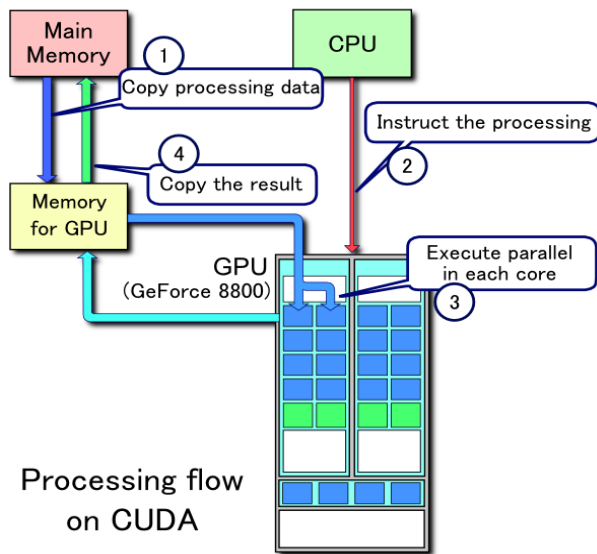 Main
Memory
CPU
1
Copy processing data
Instruct the processing
2
4
Copy the result
Memory
for GPU
GPU
(GeForce 8800)
Execute parallel
in each core
3
Processing flow
on CUDA